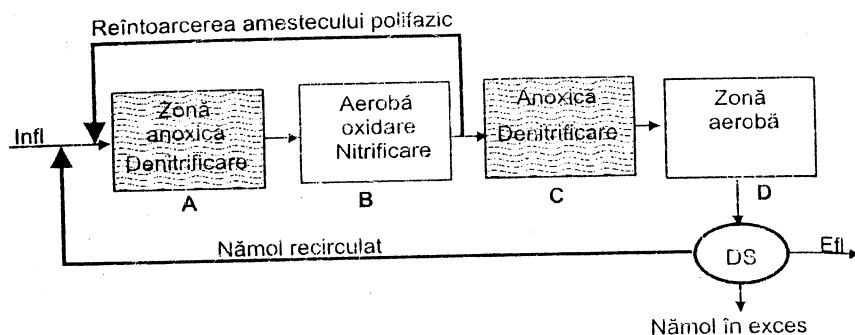 Reîntoarcerea amestecului polifazic
Infl
Zonă
anoxică
Denitrificare
A
Aerobă
oxidare
Nitrificare
B
Anoxică
Denitrificare
C
Zonă
aerobă
D
Nămol recirculat
DS
Efl
Nămol în exces